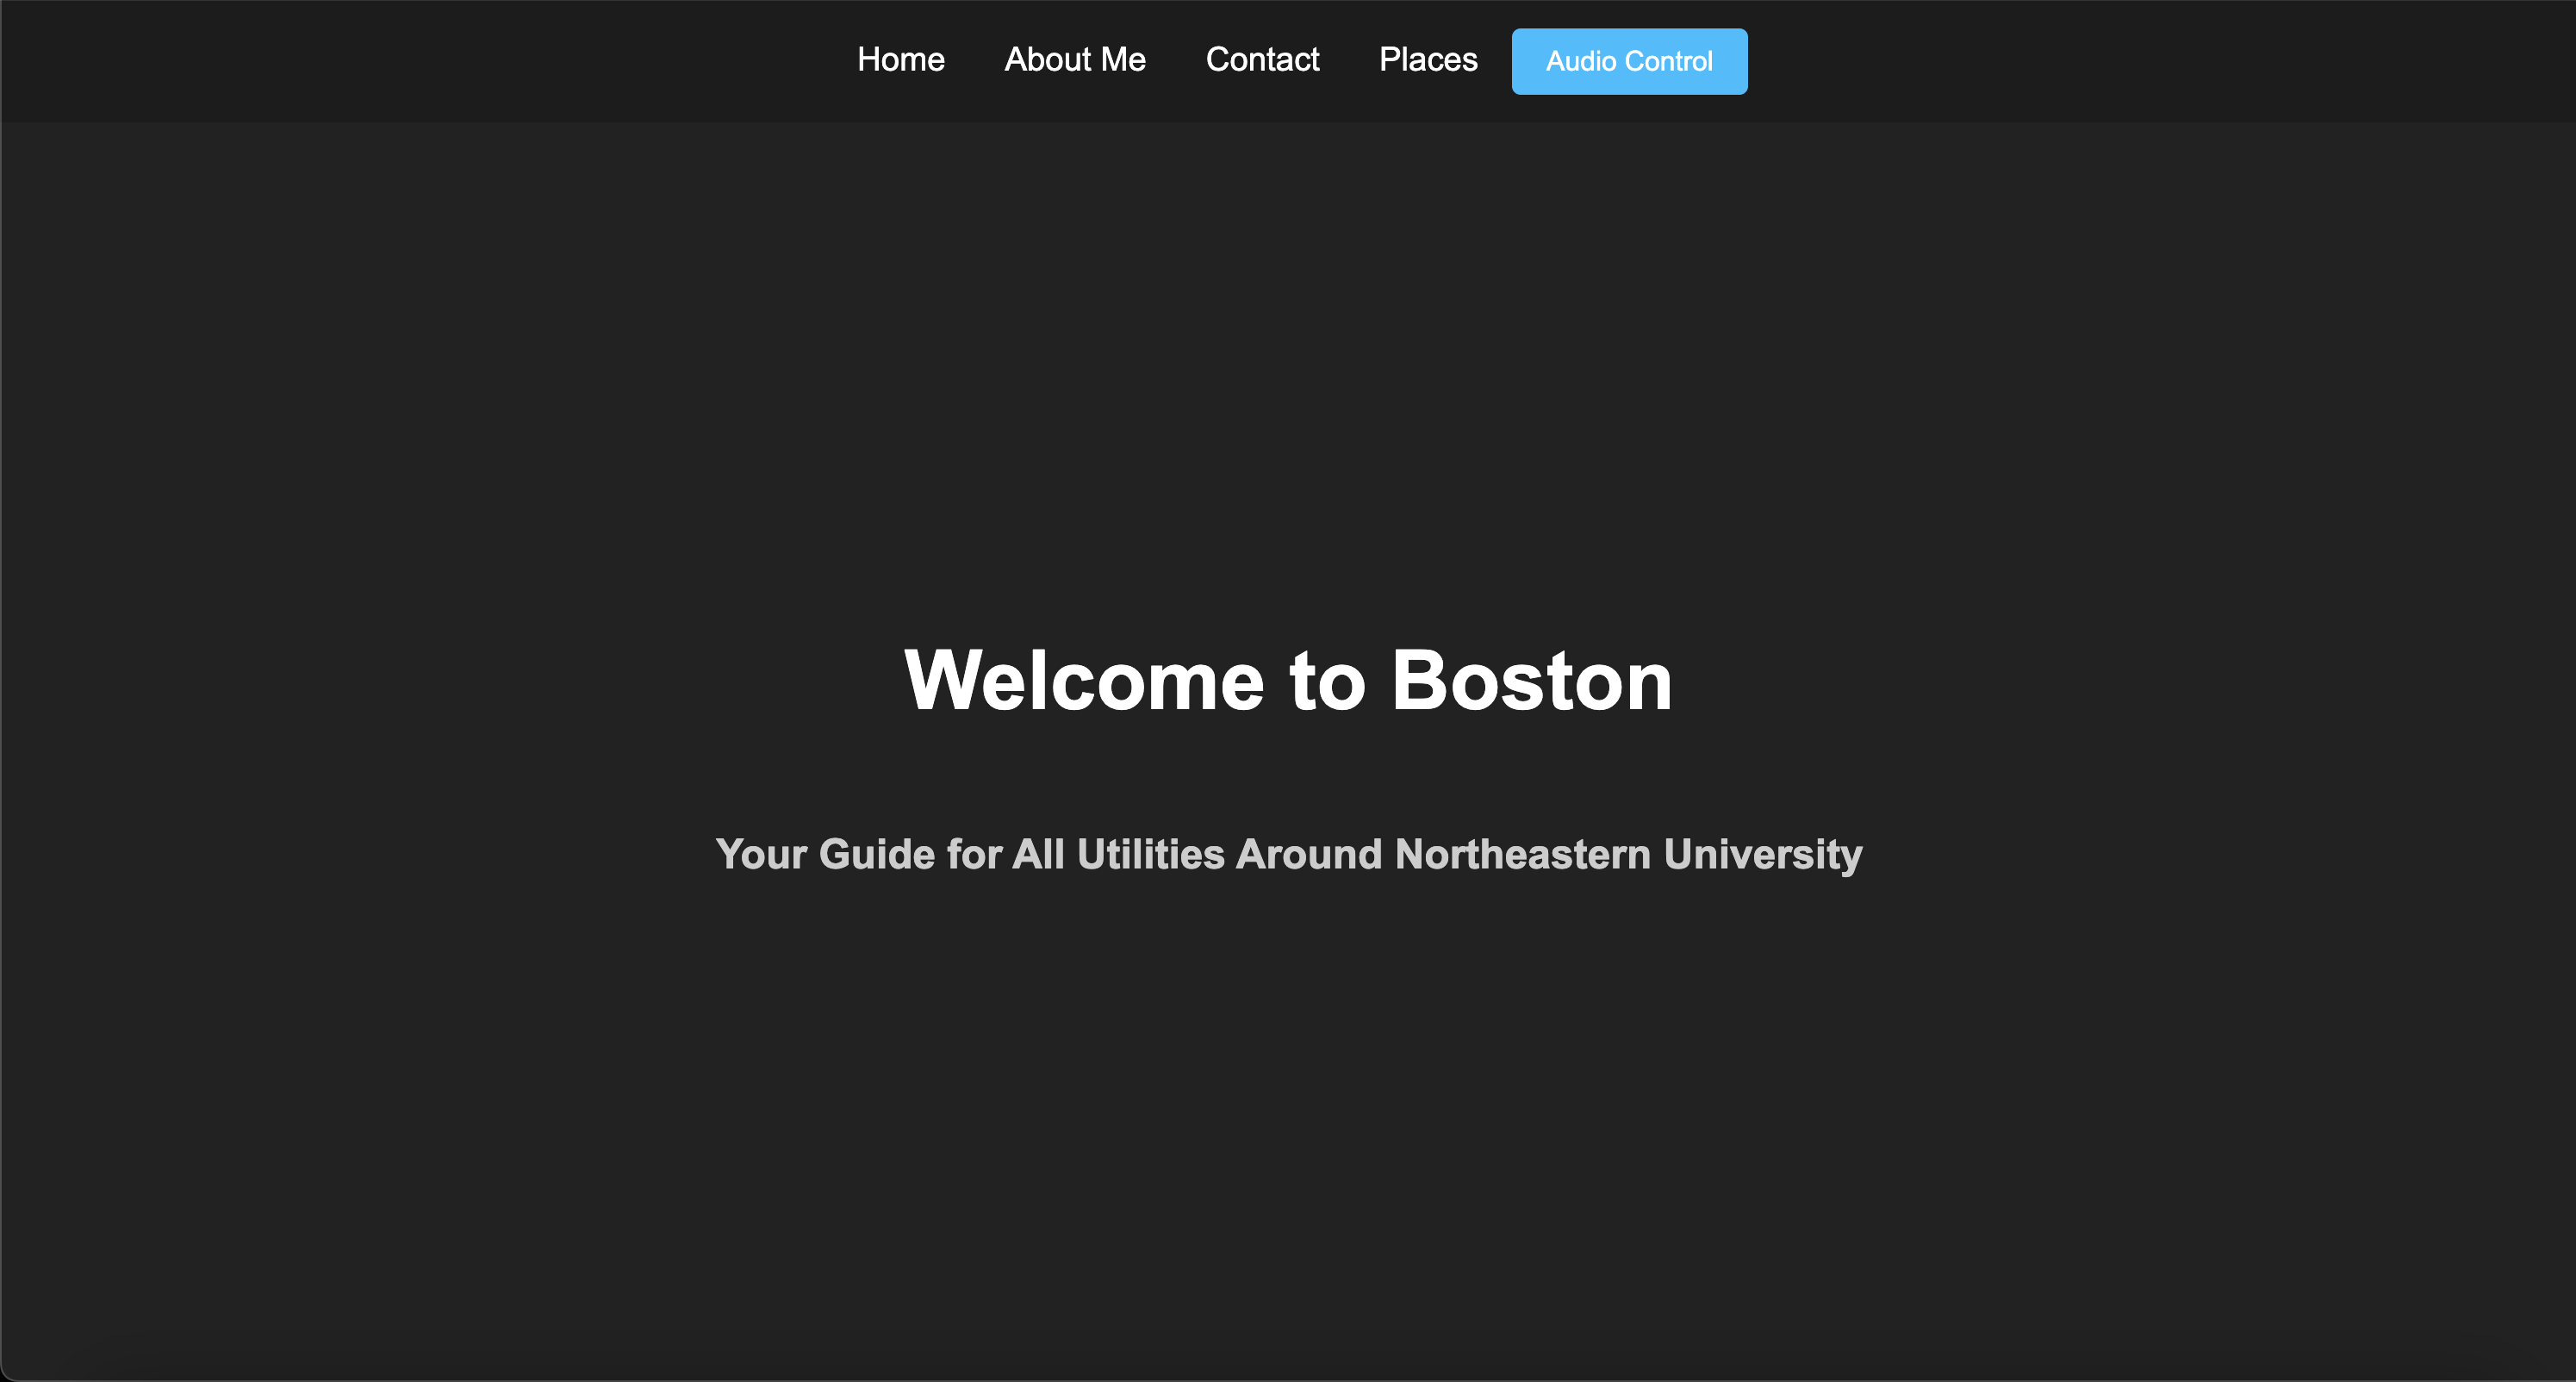 Home About Me Contact Places Audio Control
Welcome to Boston
Your Guide for All Utilities Around Northeastern University